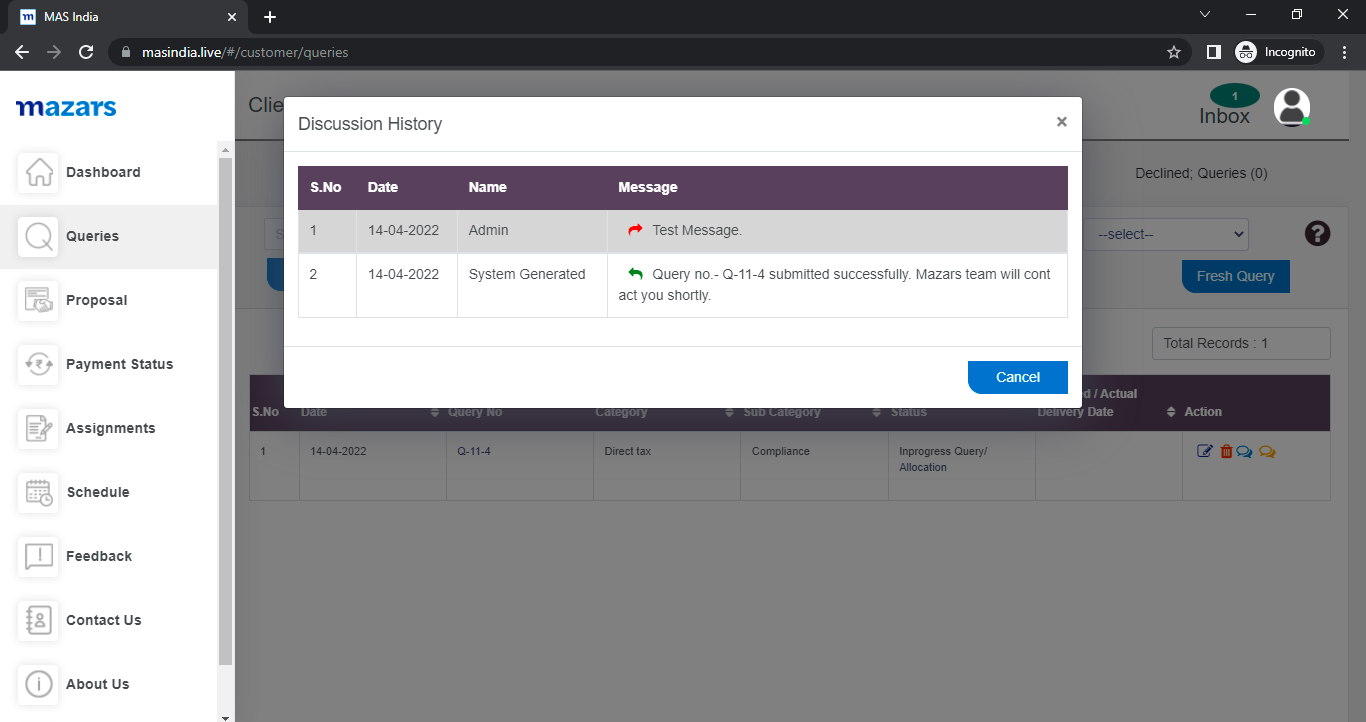 MAS India
masindia.live/#/customer/queries
Incognito
mazars
Dashboard
Queries
Proposal
Payment Status
Assignments
Schedule
Feedback
Contact Us
About Us
Clie
1
Inbox
Discussion History
×
S.No Date Name Message
1 14-04-2022 Admin Test Message.
2 14-04-2022 System Generated Query no.- Q-11-4 submitted successfully. Mazars team will cont
act you shortly.
Cancel
Declined; Queries (0)
S
--select--
?
Fresh Query
Total Records : 1
d / Actual
S.No Date Query No Category Sub Category Status Delivery Date Action
1 14-04-2022 Q-11-4 Direct tax Compliance Inprogress Query/
Allocation